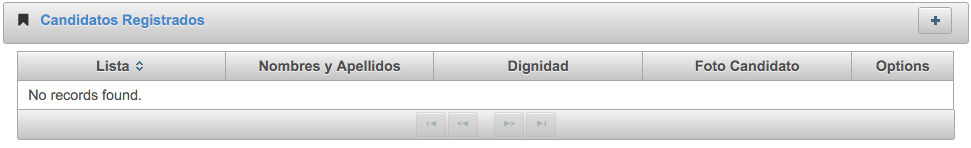 Candidatos Registrados
Lista Nombres y Apellidos Dignidad Foto Candidato Options
No records found.